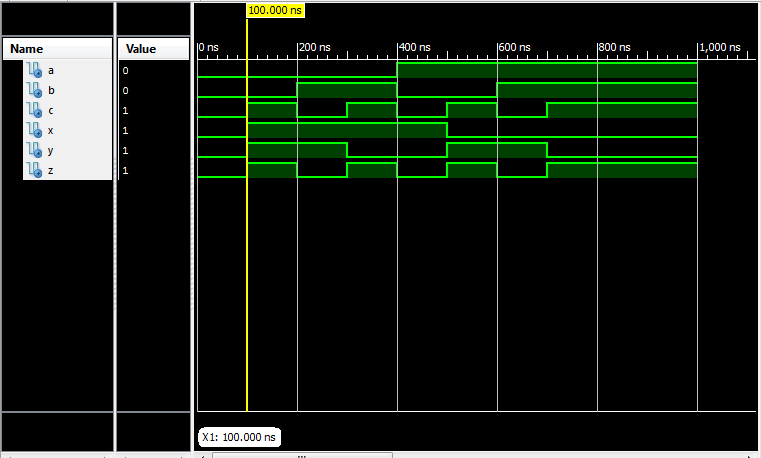 100.000 ns
Name Value
0 ns 200 ns 400 ns 600 ns 800 ns 1,000 ns
a 0
b 0
c 1
x 1
y 1
z 1
X1: 100.000 ns